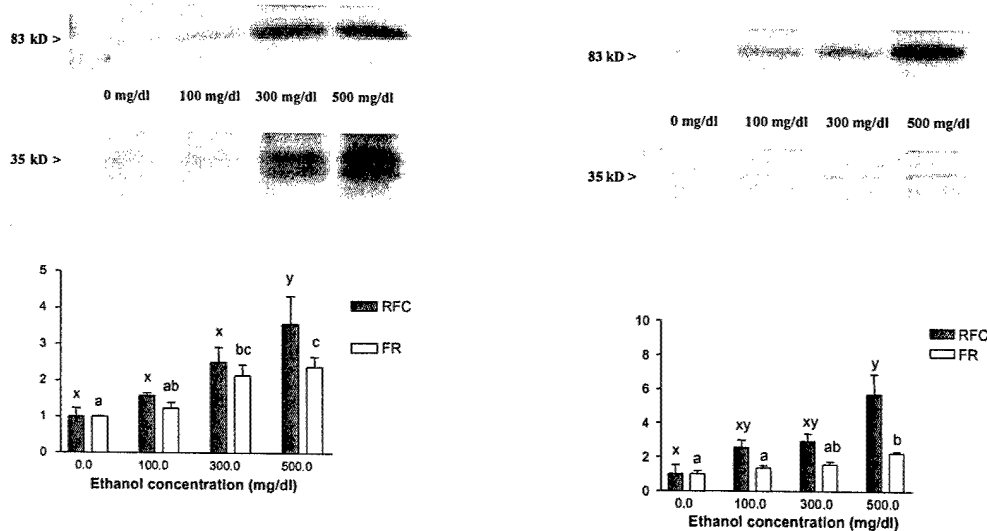 83 kD >
0 mg/dl 100 mg/dl 300 mg/dl 500 mg/dl
35 kD >
5
4
3
2
1
0
y
x
x
x
a
ab
bc
c
RFC
FR
0.0 100.0 300.0 500.0
Ethanol concentration (mg/dl)
83 kD >
0 mg/dl 100 mg/dl 300 mg/dl 500 mg/dl
35 kD >
10
8
6
4
2
0
x
a
xy
a
xy
ab
y
b
RFC
FR
0.0 100.0 300.0 500.0
Ethanol concentration (mg/dl)